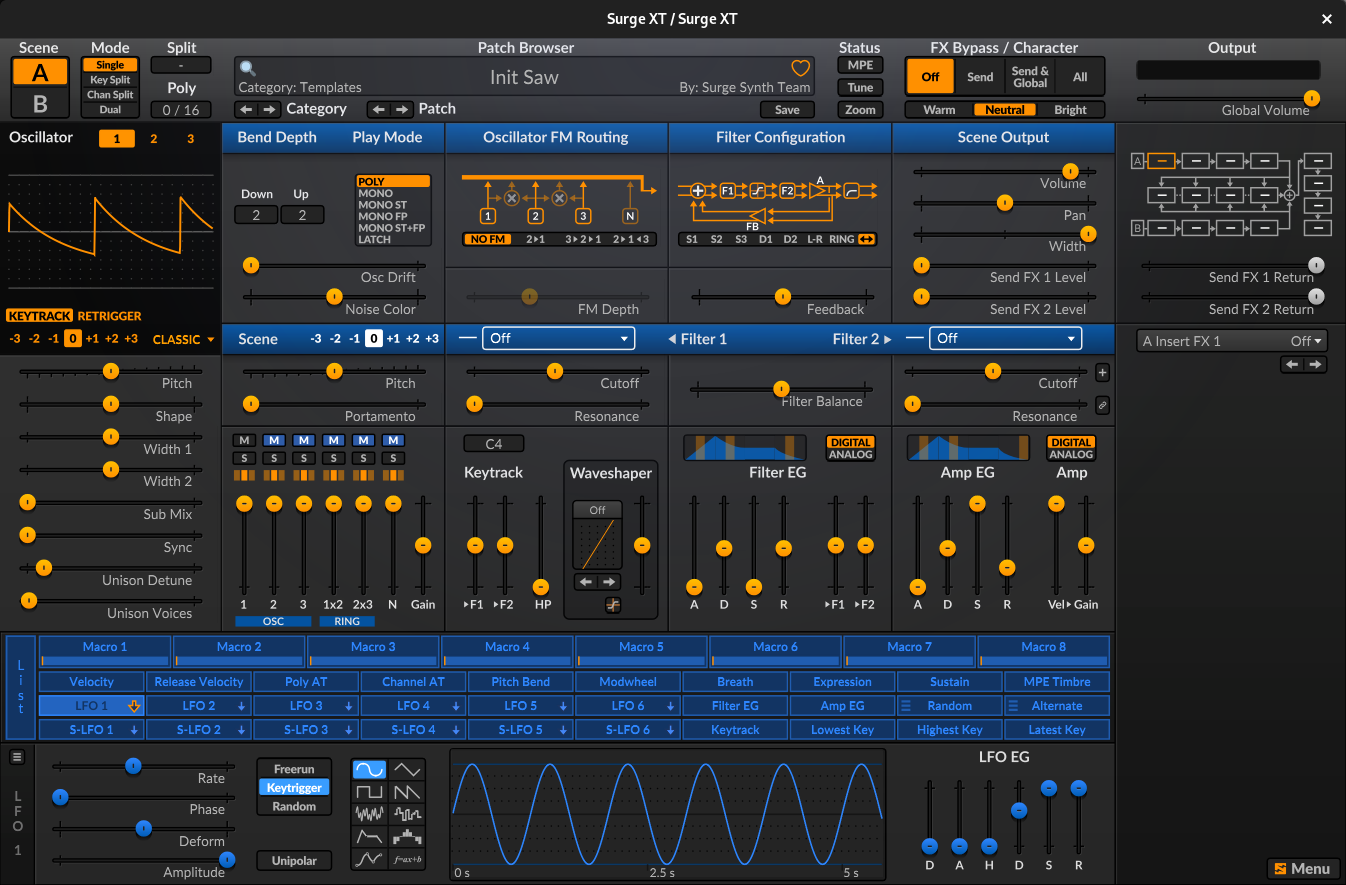 Surge XT / Surge XT
Scene
A
B
Mode
Single
Key Split
Chan Split
Dual
Split
-
Poly
0 / 16
Patch Browser
Init Saw
Category: Templates
By: Surge Synth Team
Category
Patch
Save
Status
MPE
Tune
Zoom
FX Bypass / Character
Off Send Send & Global All
Warm Neutral Bright
Output
Global Volume
Oscillator 1 2 3
KEYTRACK RETRIGGER
-3 -2 -1 0 +1 +2 +3 CLASSIC
Pitch
Shape
Width 1
Width 2
Sub Mix
Sync
Unison Detune
Unison Voices
Bend Depth Play Mode
Down Up
2 2
POLY
MONO
MONO ST
MONO FP
MONO ST+FP
LATCH
Osc Drift
Noise Color
Oscillator FM Routing
1 2 3 N
NO FM 2▸1 3▸2▸1 2▸1◂3
FM Depth
Filter Configuration
F1 F2 A
FB
S1 S2 S3 D1 D2 L-R RING
Feedback
Scene Output
Volume
Pan
Width
Send FX 1 Level
Send FX 2 Level
A
B
Send FX 1 Return
Send FX 2 Return
A Insert FX 1 Off
Scene -3 -2 -1 0 +1 +2 +3
Off
Filter 1 Filter 2
Off
Pitch
Portamento
Cutoff
Resonance
Filter Balance
Cutoff
Resonance
M M M M M M
S S S S S S
1 2 3 1x2 2x3 N Gain
OSC RING
C4
Keytrack
▸F1 ▸F2 HP
Waveshaper
Off
DIGITAL
ANALOG
Filter EG
A D S R ▸F1 ▸F2
DIGITAL
ANALOG
Amp EG Amp
A D S R Vel▸Gain
List
Macro 1 Macro 2 Macro 3 Macro 4 Macro 5 Macro 6 Macro 7 Macro 8
Velocity Release Velocity Poly AT Channel AT Pitch Bend Modwheel Breath Expression Sustain MPE Timbre
LFO 1 LFO 2 LFO 3 LFO 4 LFO 5 LFO 6 Filter EG Amp EG Random Alternate
S-LFO 1 S-LFO 2 S-LFO 3 S-LFO 4 S-LFO 5 S-LFO 6 Keytrack Lowest Key Highest Key Latest Key
LFO 1
Rate
Phase
Deform
Amplitude
Freerun
Keytrigger
Random
Unipolar
f=ax+b
0 s 2.5 s 5 s
LFO EG
D A H D S R
Menu